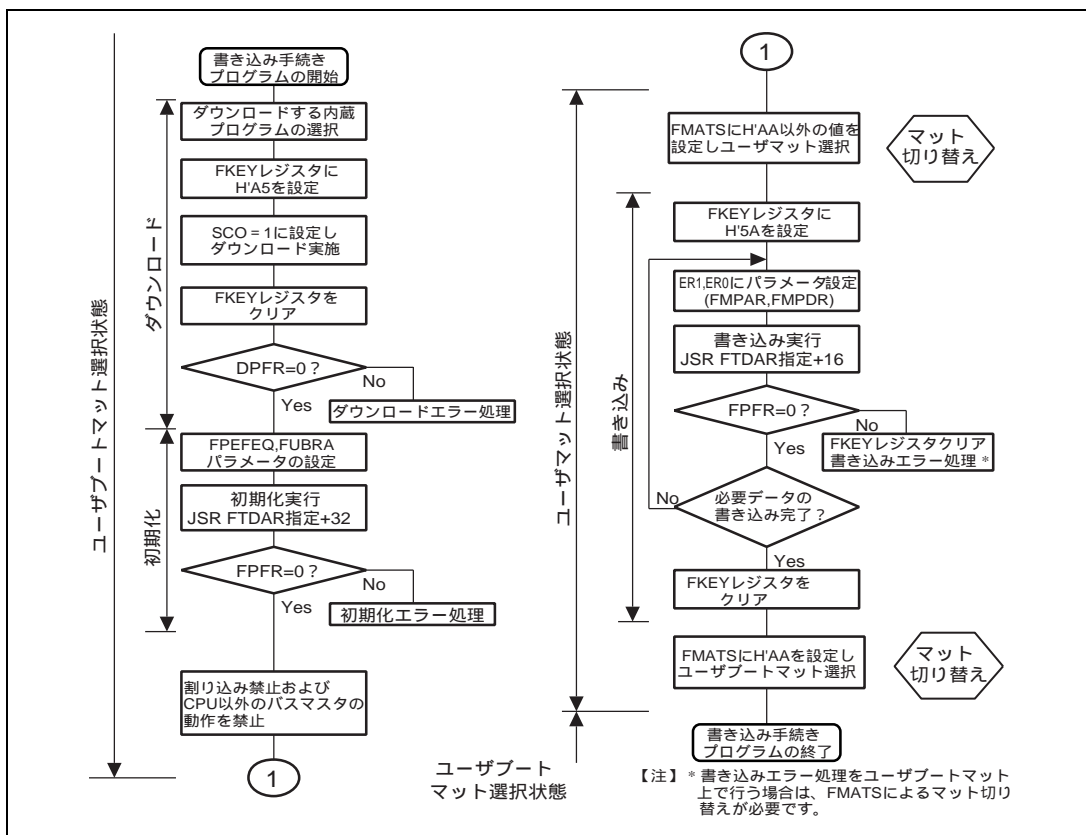 書き込み手続き
プログラムの開始
ダウンロードする内蔵
プログラムの選択
FKEYレジスタに
H'A5を設定
SCO = 1に設定し
ダウンロード実施
FKEYレジスタを
クリア
DPFR=0 ?
No
Yes
ダウンロードエラー処理
FPEFEQ,FUBRA
パラメータの設定
初期化実行
JSR FTDAR指定+32
FPFR=0 ?
No
Yes
初期化エラー処理
割り込み禁止および
CPU以外のバスマスタの
動作を禁止
1
ダウンロード
初期化
ユーザブートマット選択状態
1
FMATSにH'AA以外の値を
設定しユーザマット選択
マット
切り替え
FKEYレジスタに
H'5Aを設定
ER1,ER0にパラメータ設定
(FMPAR,FMPDR)
書き込み実行
JSR FTDAR指定+16
FPFR=0 ?
No
Yes
FKEYレジスタクリア
書き込みエラー処理 *
必要データの
書き込み完了?
No
Yes
FKEYレジスタを
クリア
FMATSにH'AAを設定し
ユーザブートマット選択
マット
切り替え
書き込み手続き
プログラムの終了
書き込み
ユーザマット選択状態
ユーザブート
マット選択状態
【注】 * 書き込みエラー処理をユーザブートマット
上で行う場合は、FMATSによるマット切り
替えが必要です。